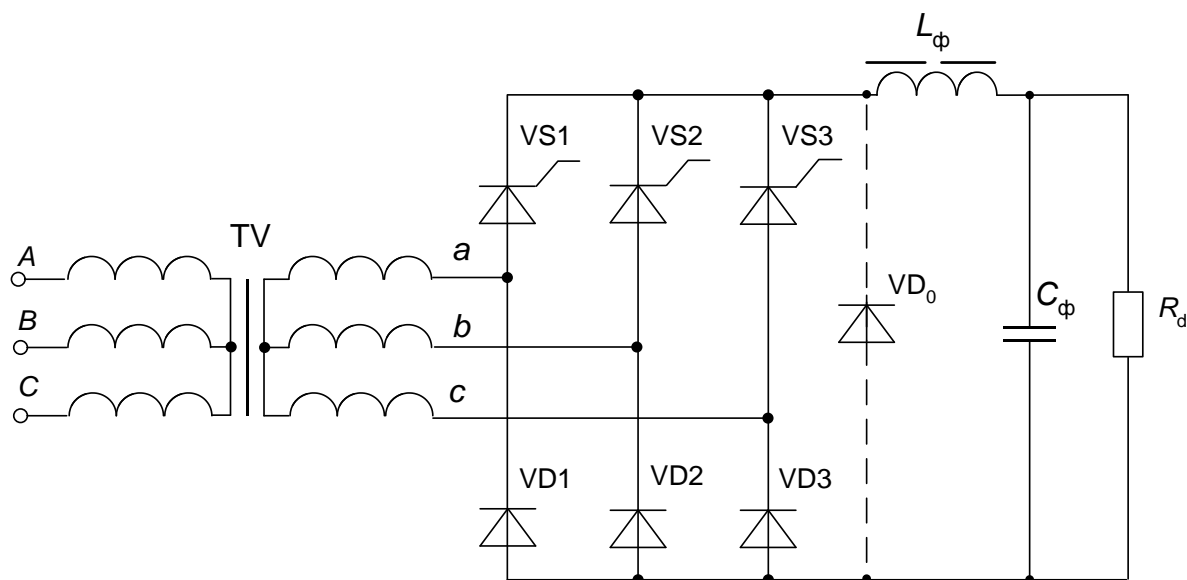 Lф
VS1 VS2 VS3
TV
A a
VD0
B b
Cф
Rd
C c
VD1 VD2 VD3